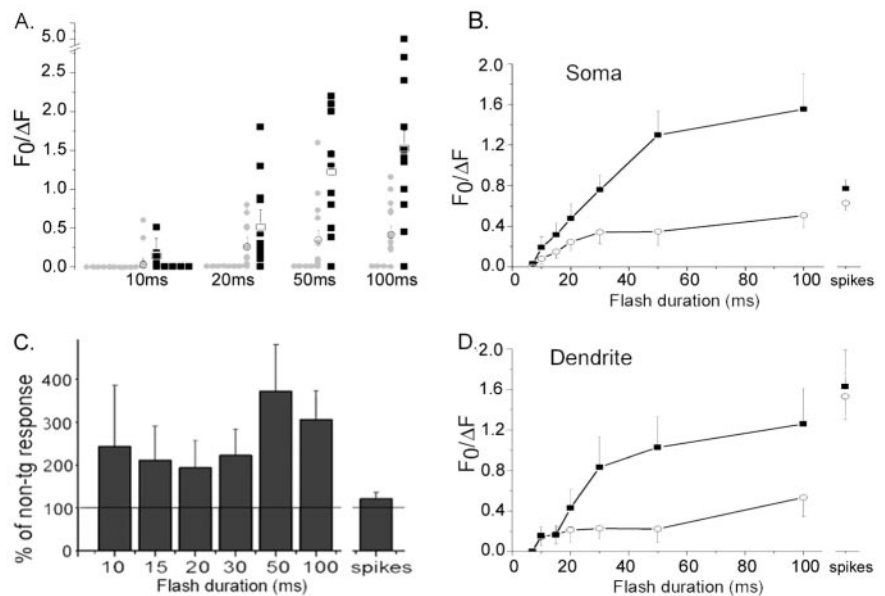 A.
F0/ΔF
5.0
2.5
2.0
1.5
1.0
0.5
0.0
10ms 20ms 50ms 100ms
B.
Soma
F0/ΔF
2.0
1.6
1.2
0.8
0.4
0.0
0 20 40 60 80 100 spikes
Flash duration (ms)
C.
% of non-tg response
400
300
200
100
0
10 15 20 30 50 100 spikes
Flash duration (ms)
D.
Dendrite
F0/ΔF
2.0
1.6
1.2
0.8
0.4
0.0
0 20 40 60 80 100 spikes
Flash duration (ms)